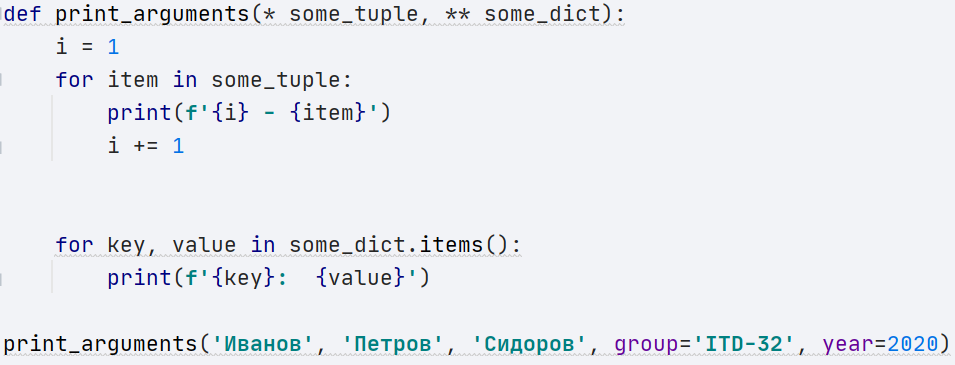 def print_arguments(* some_tuple, ** some_dict):
    i = 1
    for item in some_tuple:
        print(f'{i} - {item}')
        i += 1
    for key, value in some_dict.items():
        print(f'{key}:  {value}')
print_arguments('Иванов', 'Петров', 'Сидоров', group='ITD-32', year=2020)